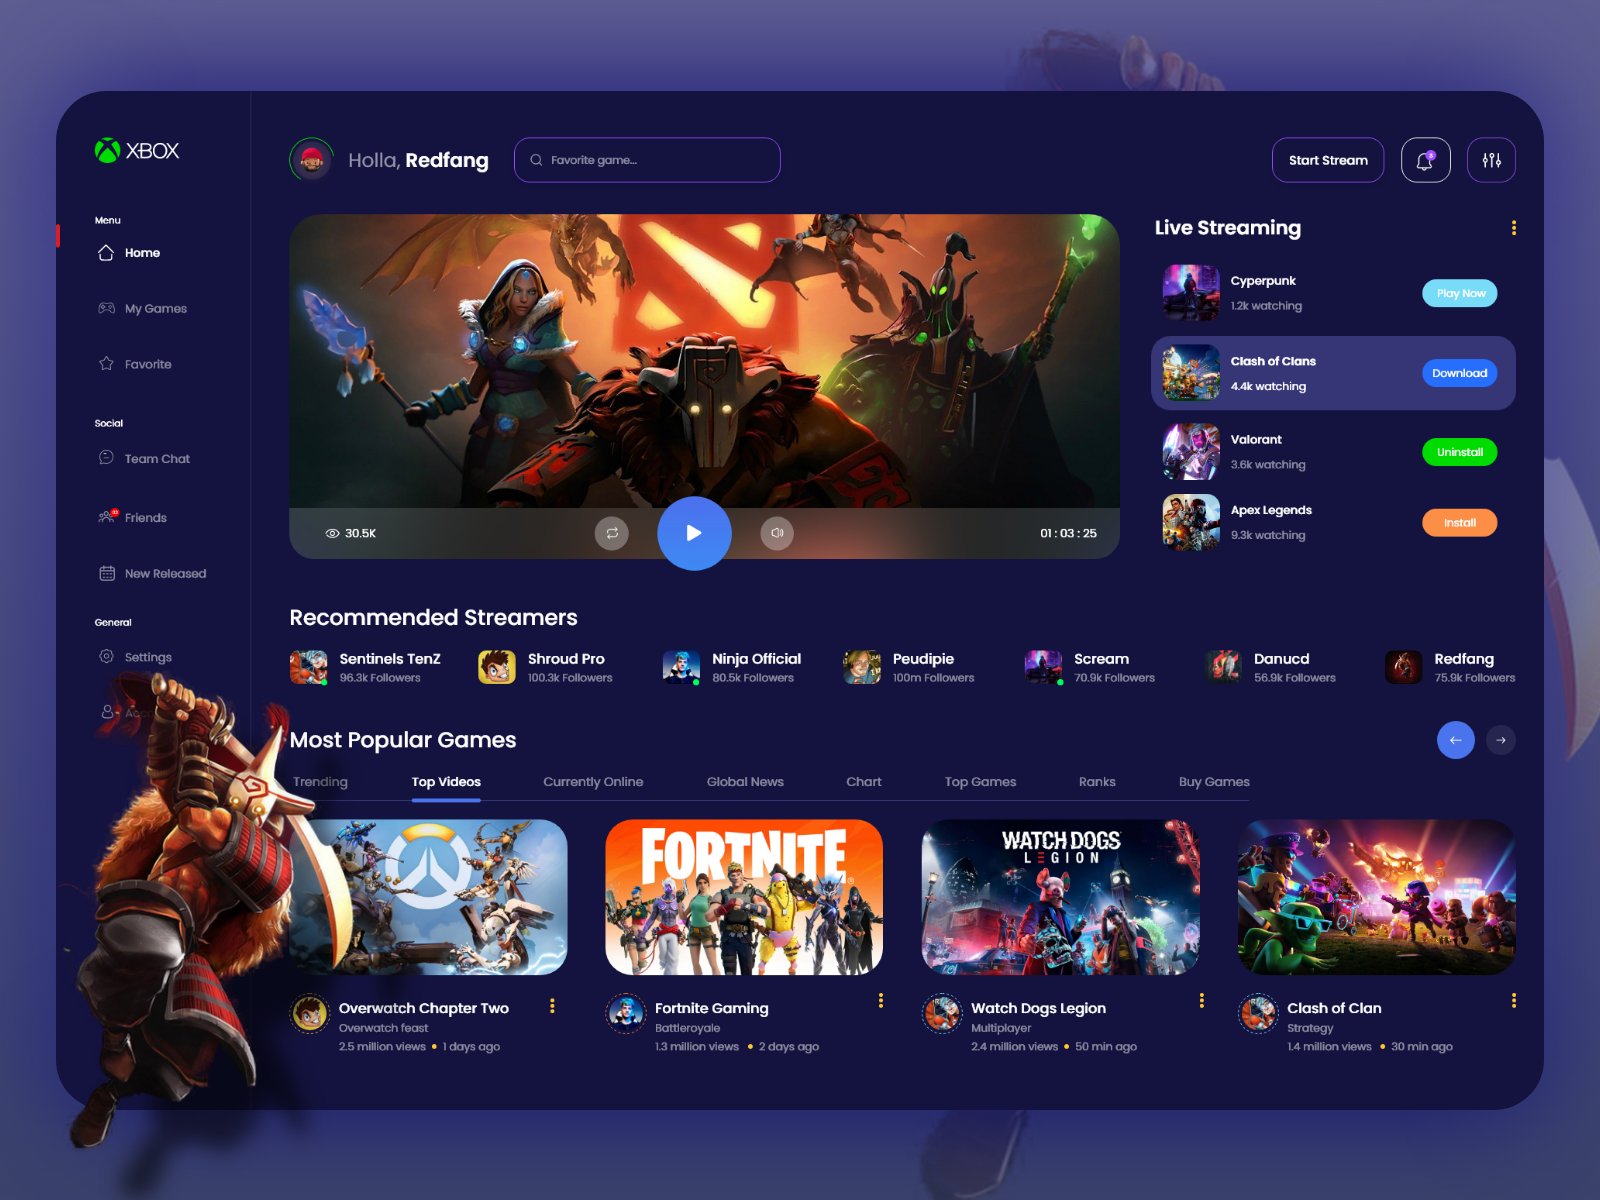 XBOX
Menu
Home
My Games
Favorite
Social
Team Chat
Friends
New Released
General
Settings
Holla, Redfang
Favorite game...
Start Stream
3
30.5K
01 : 03 : 25
Live Streaming
Cyperpunk
1.2k watching
Play Now
Clash of Clans
4.4k watching
Download
Valorant
3.6k watching
Uninstall
Apex Legends
9.3k watching
Install
Recommended Streamers
Sentinels TenZ
96.3k Followers
Shroud Pro
100.3k Followers
Ninja Official
80.5k Followers
Peudipie
100m Followers
Scream
70.9k Followers
Danucd
56.9k Followers
Redfang
75.9k Followers
Most Popular Games
Trending
Top Videos
Currently Online
Global News
Chart
Top Games
Ranks
Buy Games
FORTNITE
WATCH DOGS
LEGION
Overwatch Chapter Two
Overwatch feast
2.5 million views • 1 days ago
Fortnite Gaming
Battleroyale
1.3 million views • 2 days ago
Watch Dogs Legion
Multiplayer
2.4 million views • 50 min ago
Clash of Clan
Strategy
1.4 million views • 30 min ago